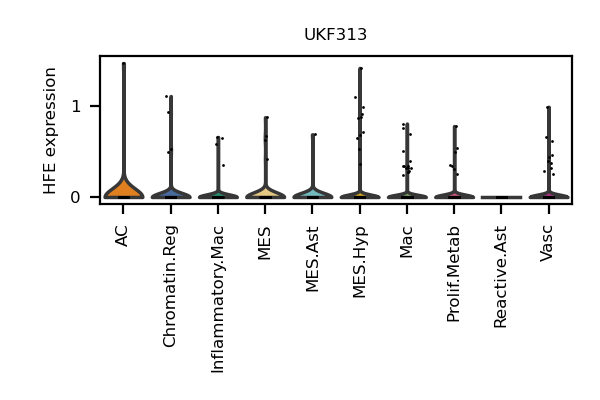 UKF313
HFE expression
1
0
AC
Chromatin.Reg
Inflammatory.Mac
MES
MES.Ast
MES.Hyp
Mac
Prolif.Metab
Reactive.Ast
Vasc